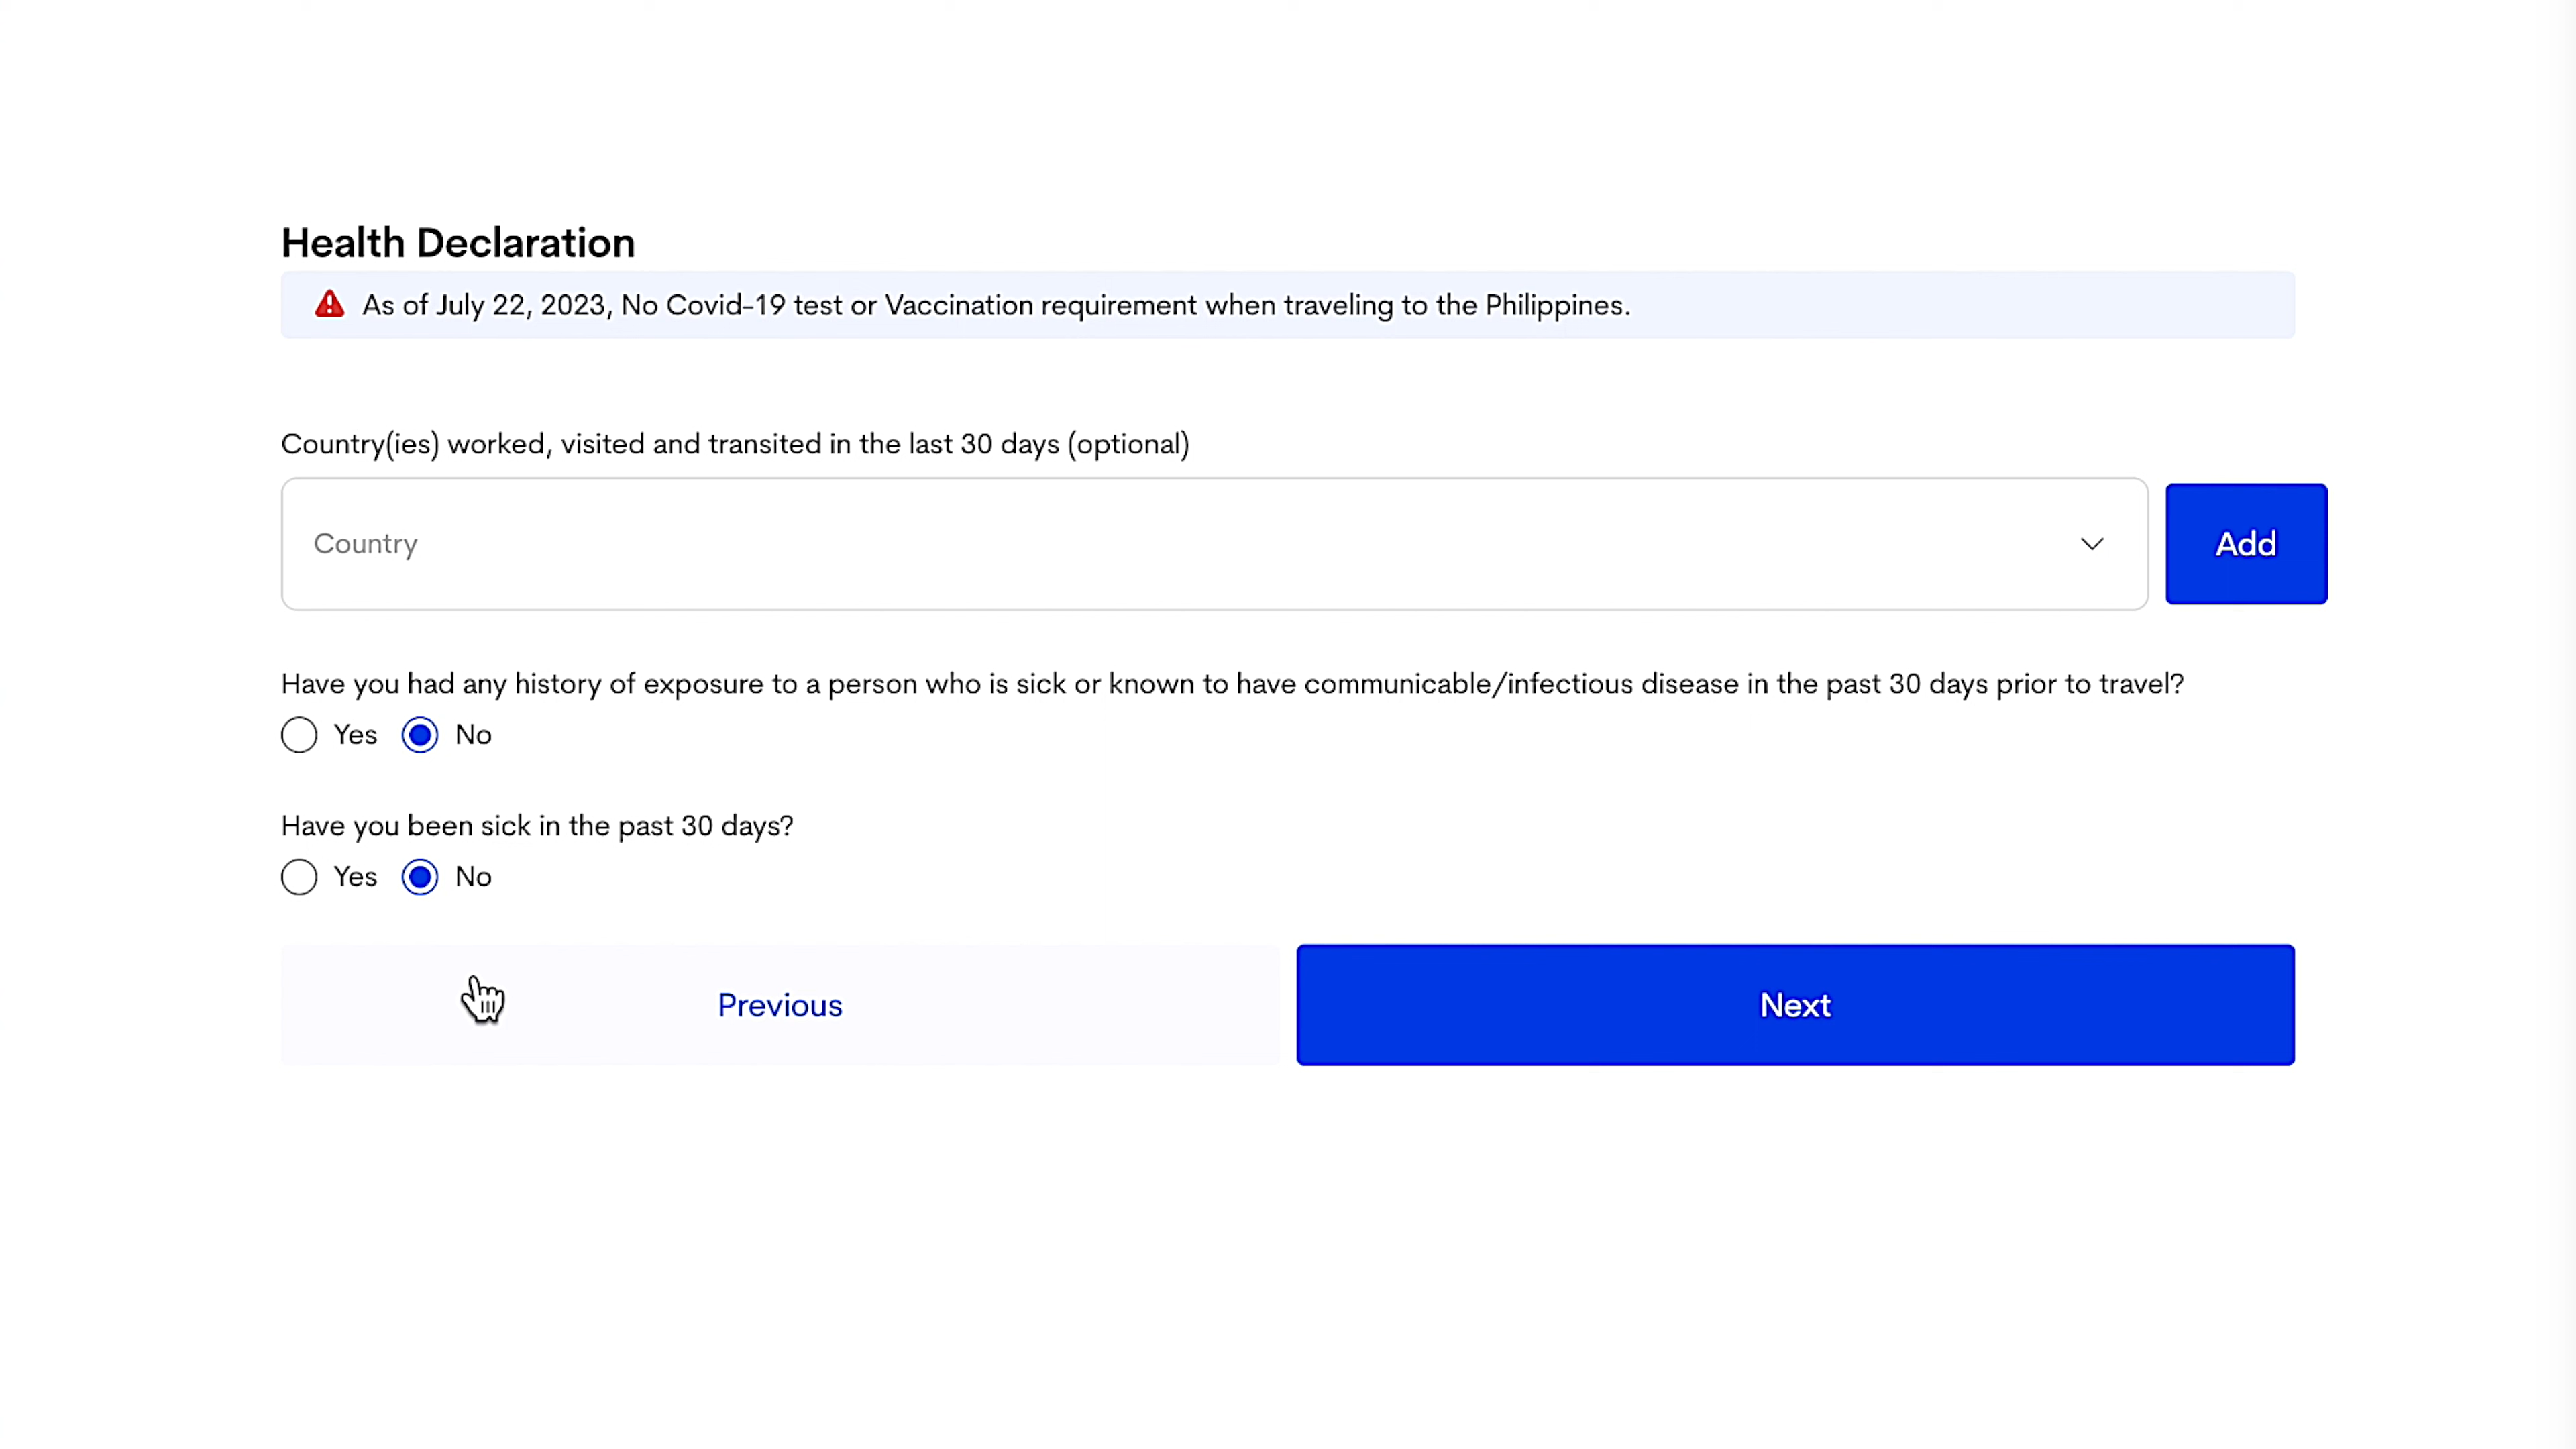 Health Declaration
As of July 22, 2023, No Covid-19 test or Vaccination requirement when traveling to the Philippines.
Country(ies) worked, visited and transited in the last 30 days (optional)
Country
Add
Have you had any history of exposure to a person who is sick or known to have communicable/infectious disease in the past 30 days prior to travel?
Yes No
Have you been sick in the past 30 days?
Yes No
Previous Next